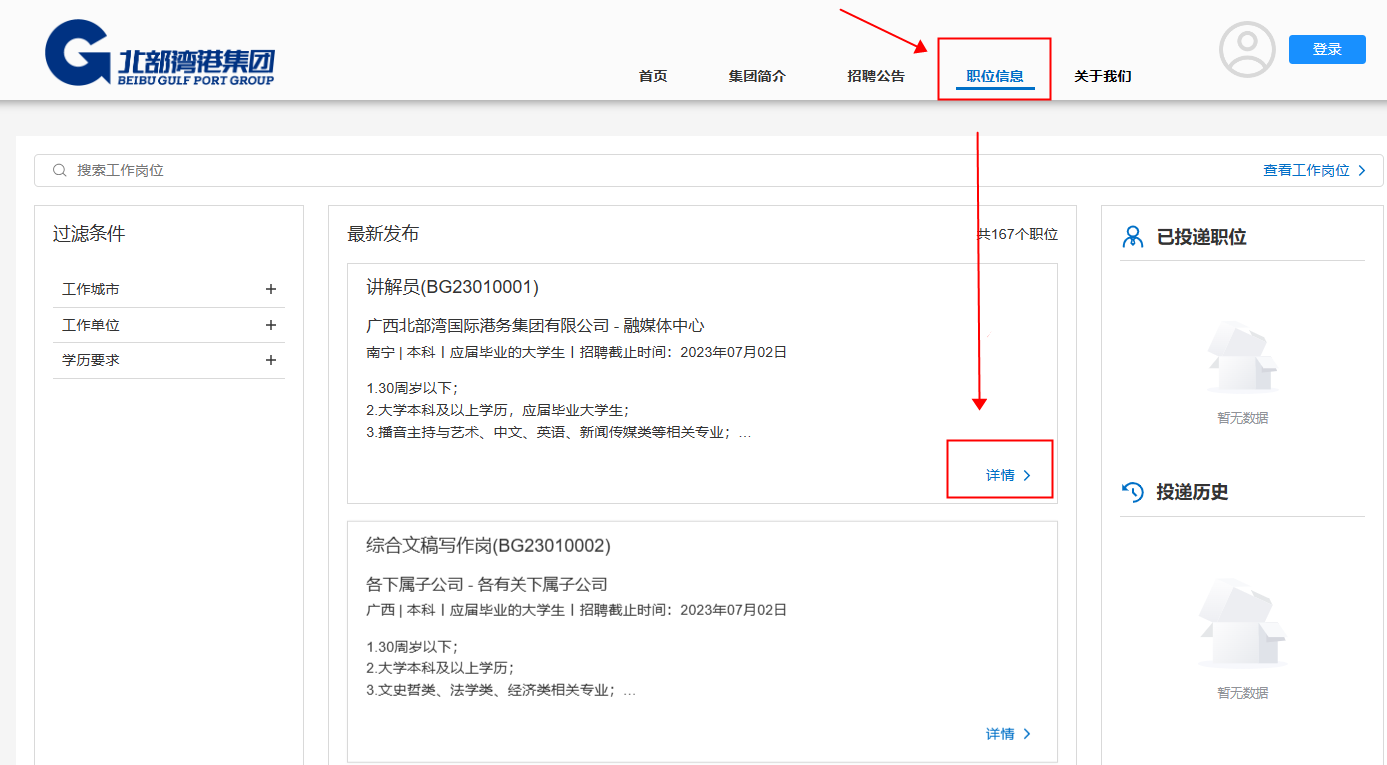 北部湾港集团
BEIBU GULF PORT GROUP
首页
集团简介
招聘公告
职位信息
关于我们
登录
搜索工作岗位
查看工作岗位
过滤条件
工作城市
工作单位
学历要求
最新发布
共167个职位
讲解员(BG23010001)
广西北部湾国际港务集团有限公司 - 融媒体中心
南宁 | 本科丨应届毕业的大学生丨招聘截止时间：2023年07月02日
1.30周岁以下；
2.大学本科及以上学历，应届毕业大学生；
3.播音主持与艺术、中文、英语、新闻传媒类等相关专业；…
详情
综合文稿写作岗(BG23010002)
各下属子公司 - 各有关下属子公司
广西 | 本科丨应届毕业的大学生丨招聘截止时间：2023年07月02日
1.30周岁以下；
2.大学本科及以上学历；
3.文史哲类、法学类、经济类相关专业；…
详情
已投递职位
暂无数据
投递历史
暂无数据